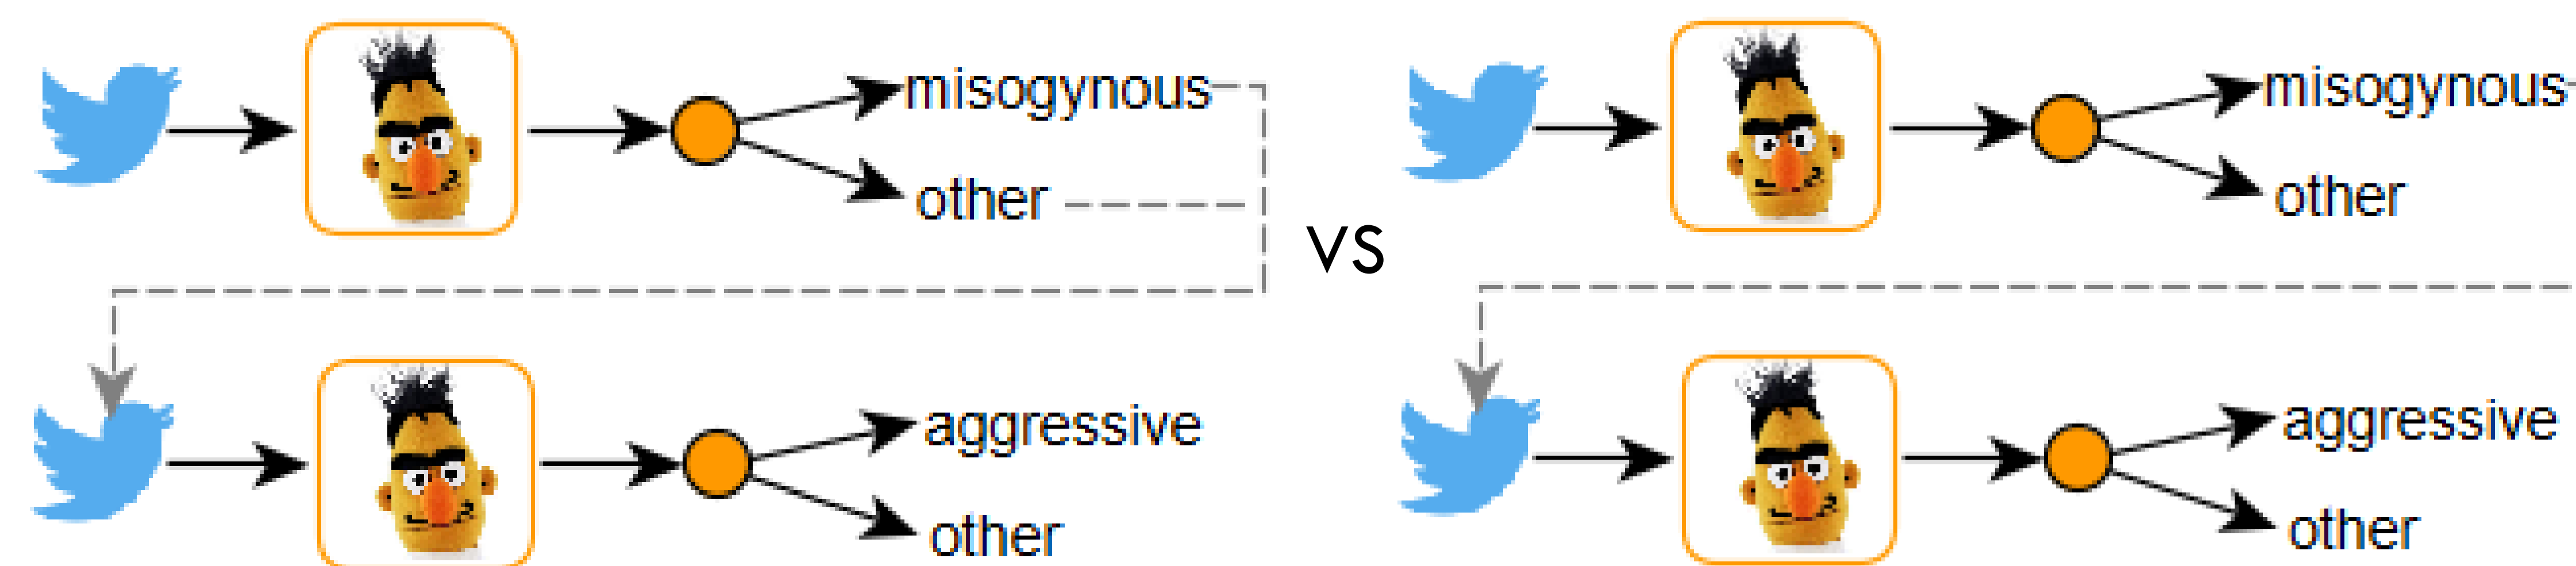 misogynous
other
aggressive
other
vs
misogynous
other
aggressive
other